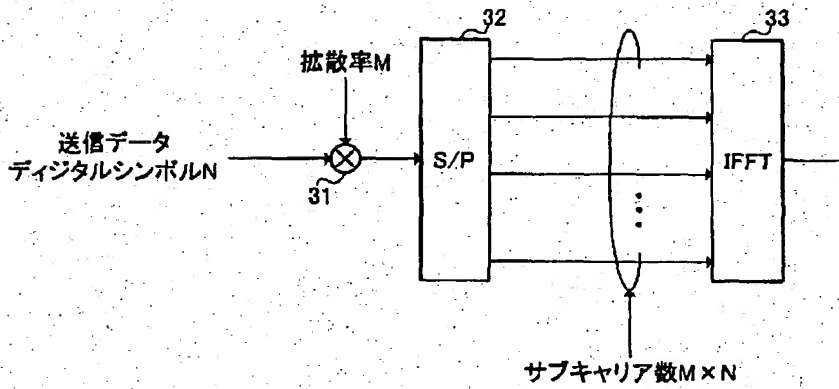 32
33
拡散率M
送信データ
ディジタルシンボルN
31
S/P
IFFT
サブキャリア数M×N